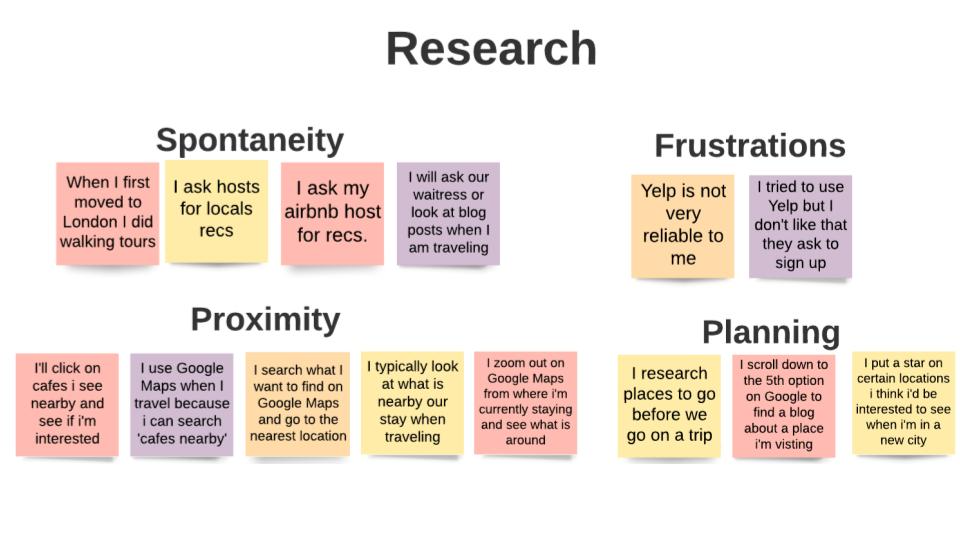 Research
Spontaneity
When I first
moved to
London I did
walking tours
I ask hosts
for locals
recs
I ask my
airbnb host
for recs.
I will ask our
waitress or
look at blog
posts when I
am traveling
Frustrations
Yelp is not
very
reliable to
me
I tried to use
Yelp but I
don't like that
they ask to
sign up
Proximity
I'll click on
cafes i see
nearby and
see if i'm
interested
I use Google
Maps when I
travel because
i can search
'cafes nearby'
I search what I
want to find on
Google Maps
and go to the
nearest location
I typically look
at what is
nearby our
stay when
traveling
I zoom out on
Google Maps
from where i'm
currently staying
and see what is
around
Planning
I research
places to go
before we
go on a trip
I scroll down to
the 5th option
on Google to
find a blog
about a place
i'm visting
I put a star on
certain locations
i think i'd be
interested to see
when i'm in a
new city